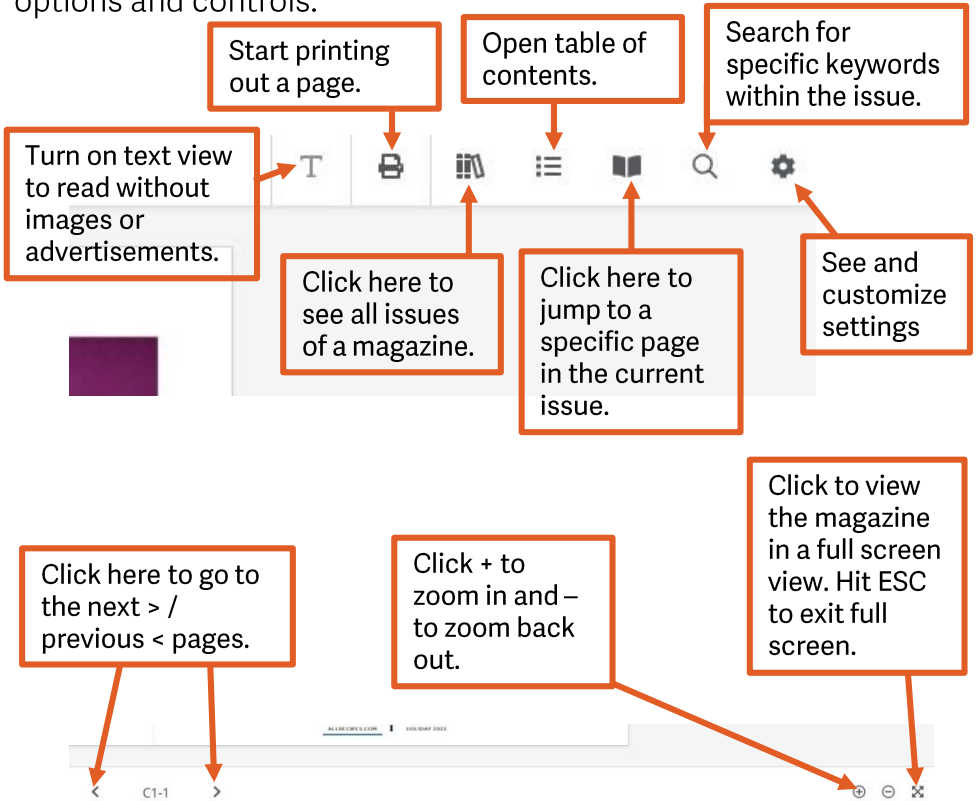 options and controls.
Start printing
out a page.
Open table of
contents.
Search for
specific keywords
within the issue.
Turn on text view
to read without
images or
advertisements.
T
Click here to
see all issues
of a magazine.
Click here to
jump to a
specific page
in the current
issue.
See and
customize
settings
Click here to go to
the next > /
previous < pages.
Click + to
zoom in and –
to zoom back
out.
Click to view
the magazine
in a full screen
view. Hit ESC
to exit full
screen.
ALLRECIPES.COM 1 HOLIDAY 2021
C1-1